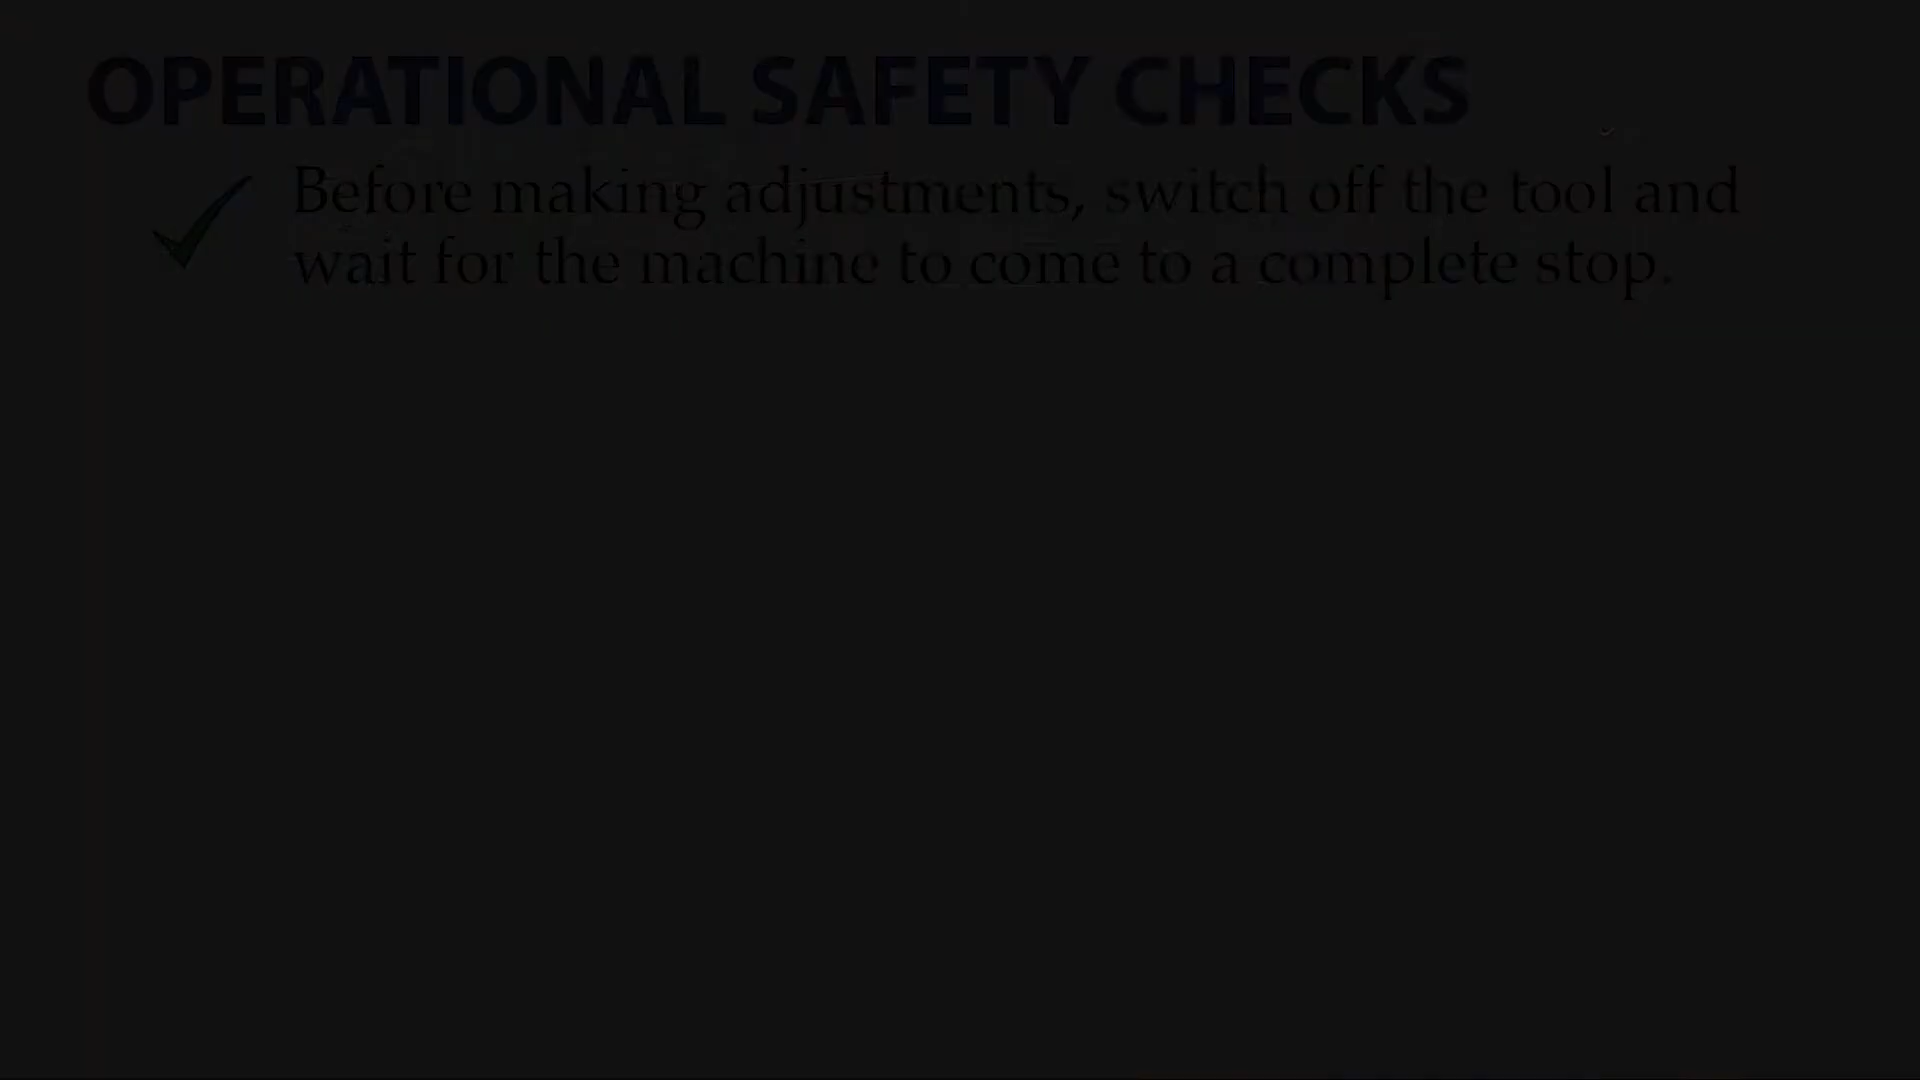 OPERATIONAL SAFETY CHECKS
Before making adjustments, switch off the tool and
wait for the machine to come to a complete stop.